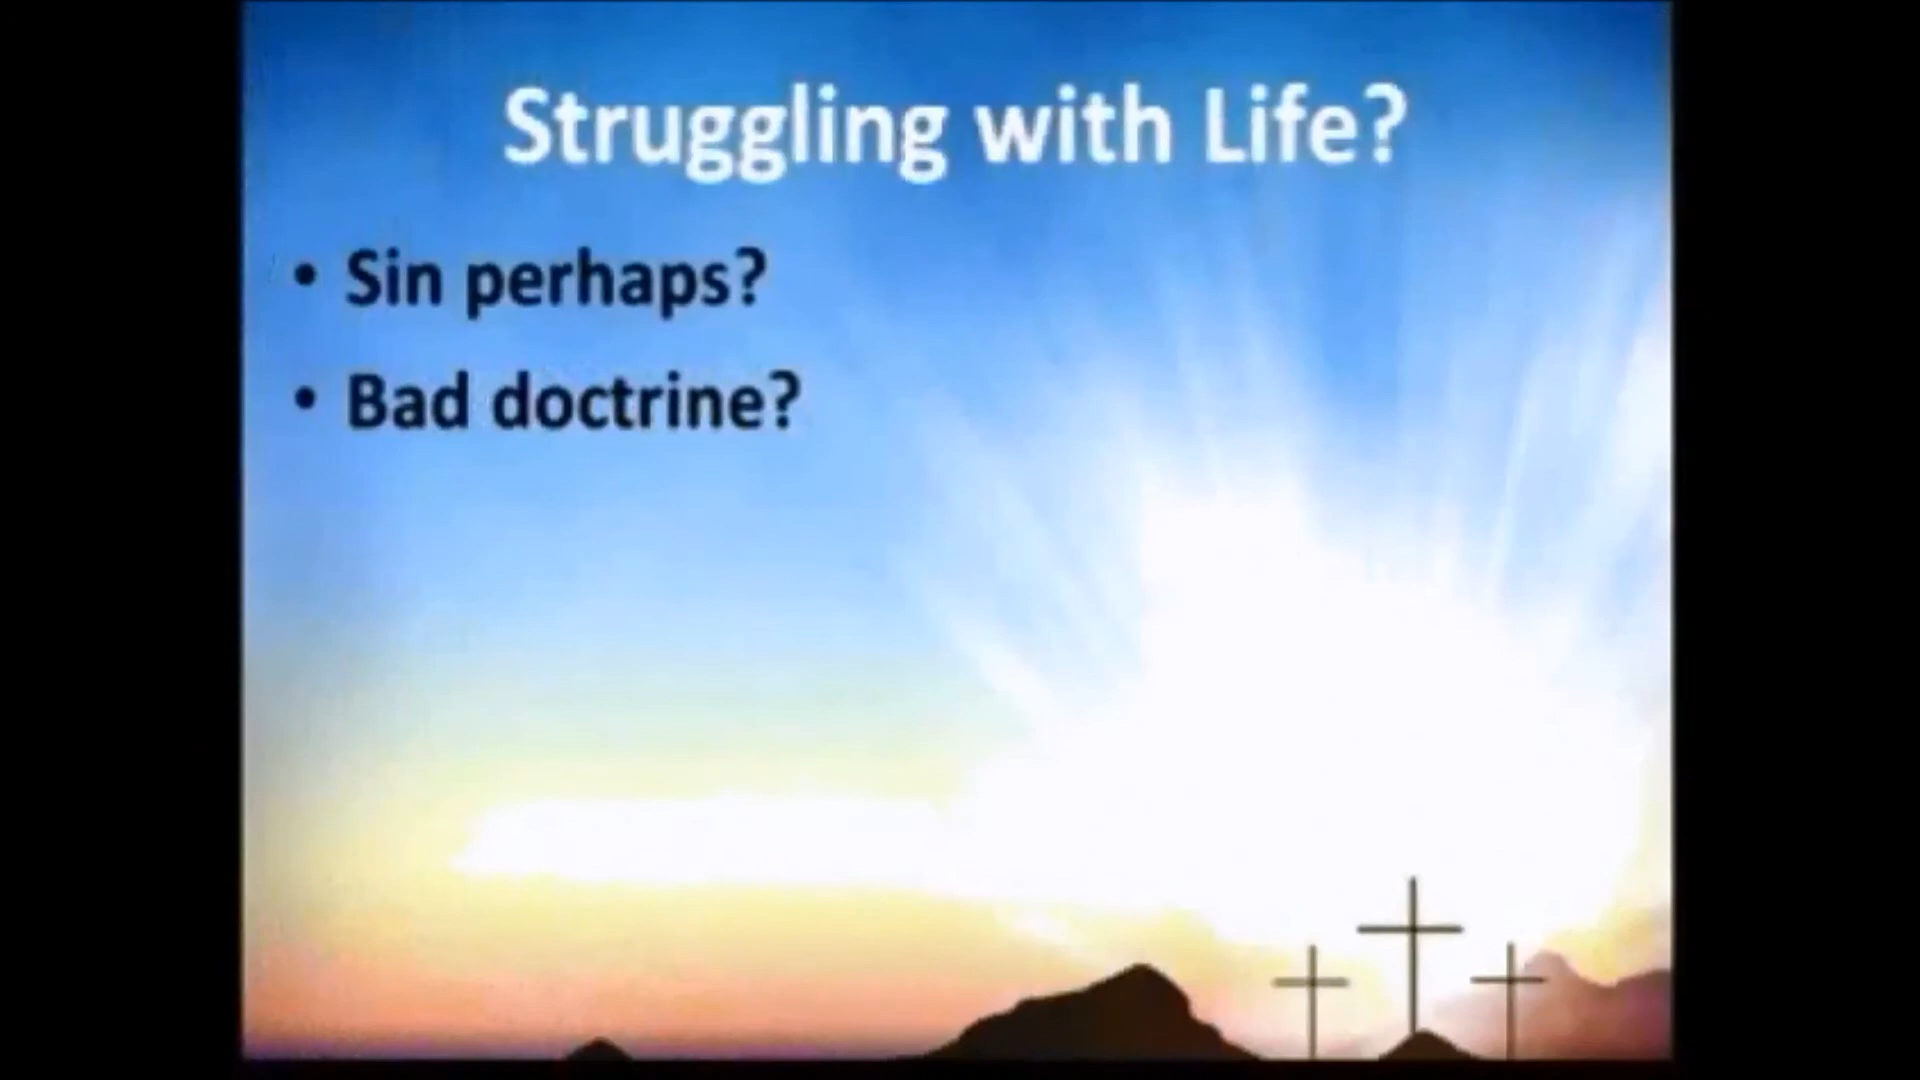 Struggling with Life?
• Sin perhaps?
• Bad doctrine?